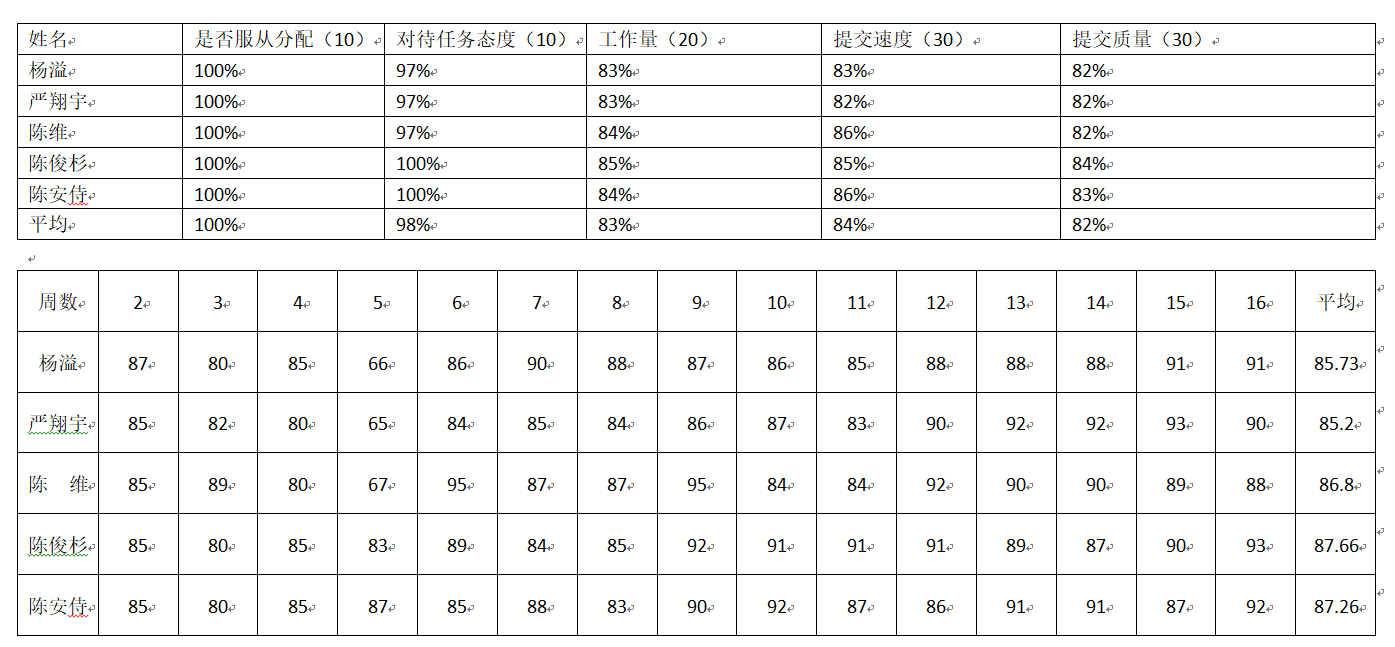 姓名 是否服从分配（10） 对待任务态度（10） 工作量（20） 提交速度（30） 提交质量（30）
杨溢 100% 97% 83% 83% 82%
严翔宇 100% 97% 83% 82% 82%
陈维 100% 97% 84% 86% 82%
陈俊杉 100% 100% 85% 85% 84%
陈安侍 100% 100% 84% 86% 83%
平均 100% 98% 83% 84% 82%
周数 2 3 4 5 6 7 8 9 10 11 12 13 14 15 16 平均
杨溢 87 80 85 66 86 90 88 87 86 85 88 88 88 91 91 85.73
严翔宇 85 82 80 65 84 85 84 86 87 83 90 92 92 93 90 85.2
陈 维 85 89 80 67 95 87 87 95 84 84 92 90 90 89 88 86.8
陈俊杉 85 80 85 83 89 84 85 92 91 91 91 89 87 90 93 87.66
陈安侍 85 80 85 87 85 88 83 90 92 87 86 91 91 87 92 87.26